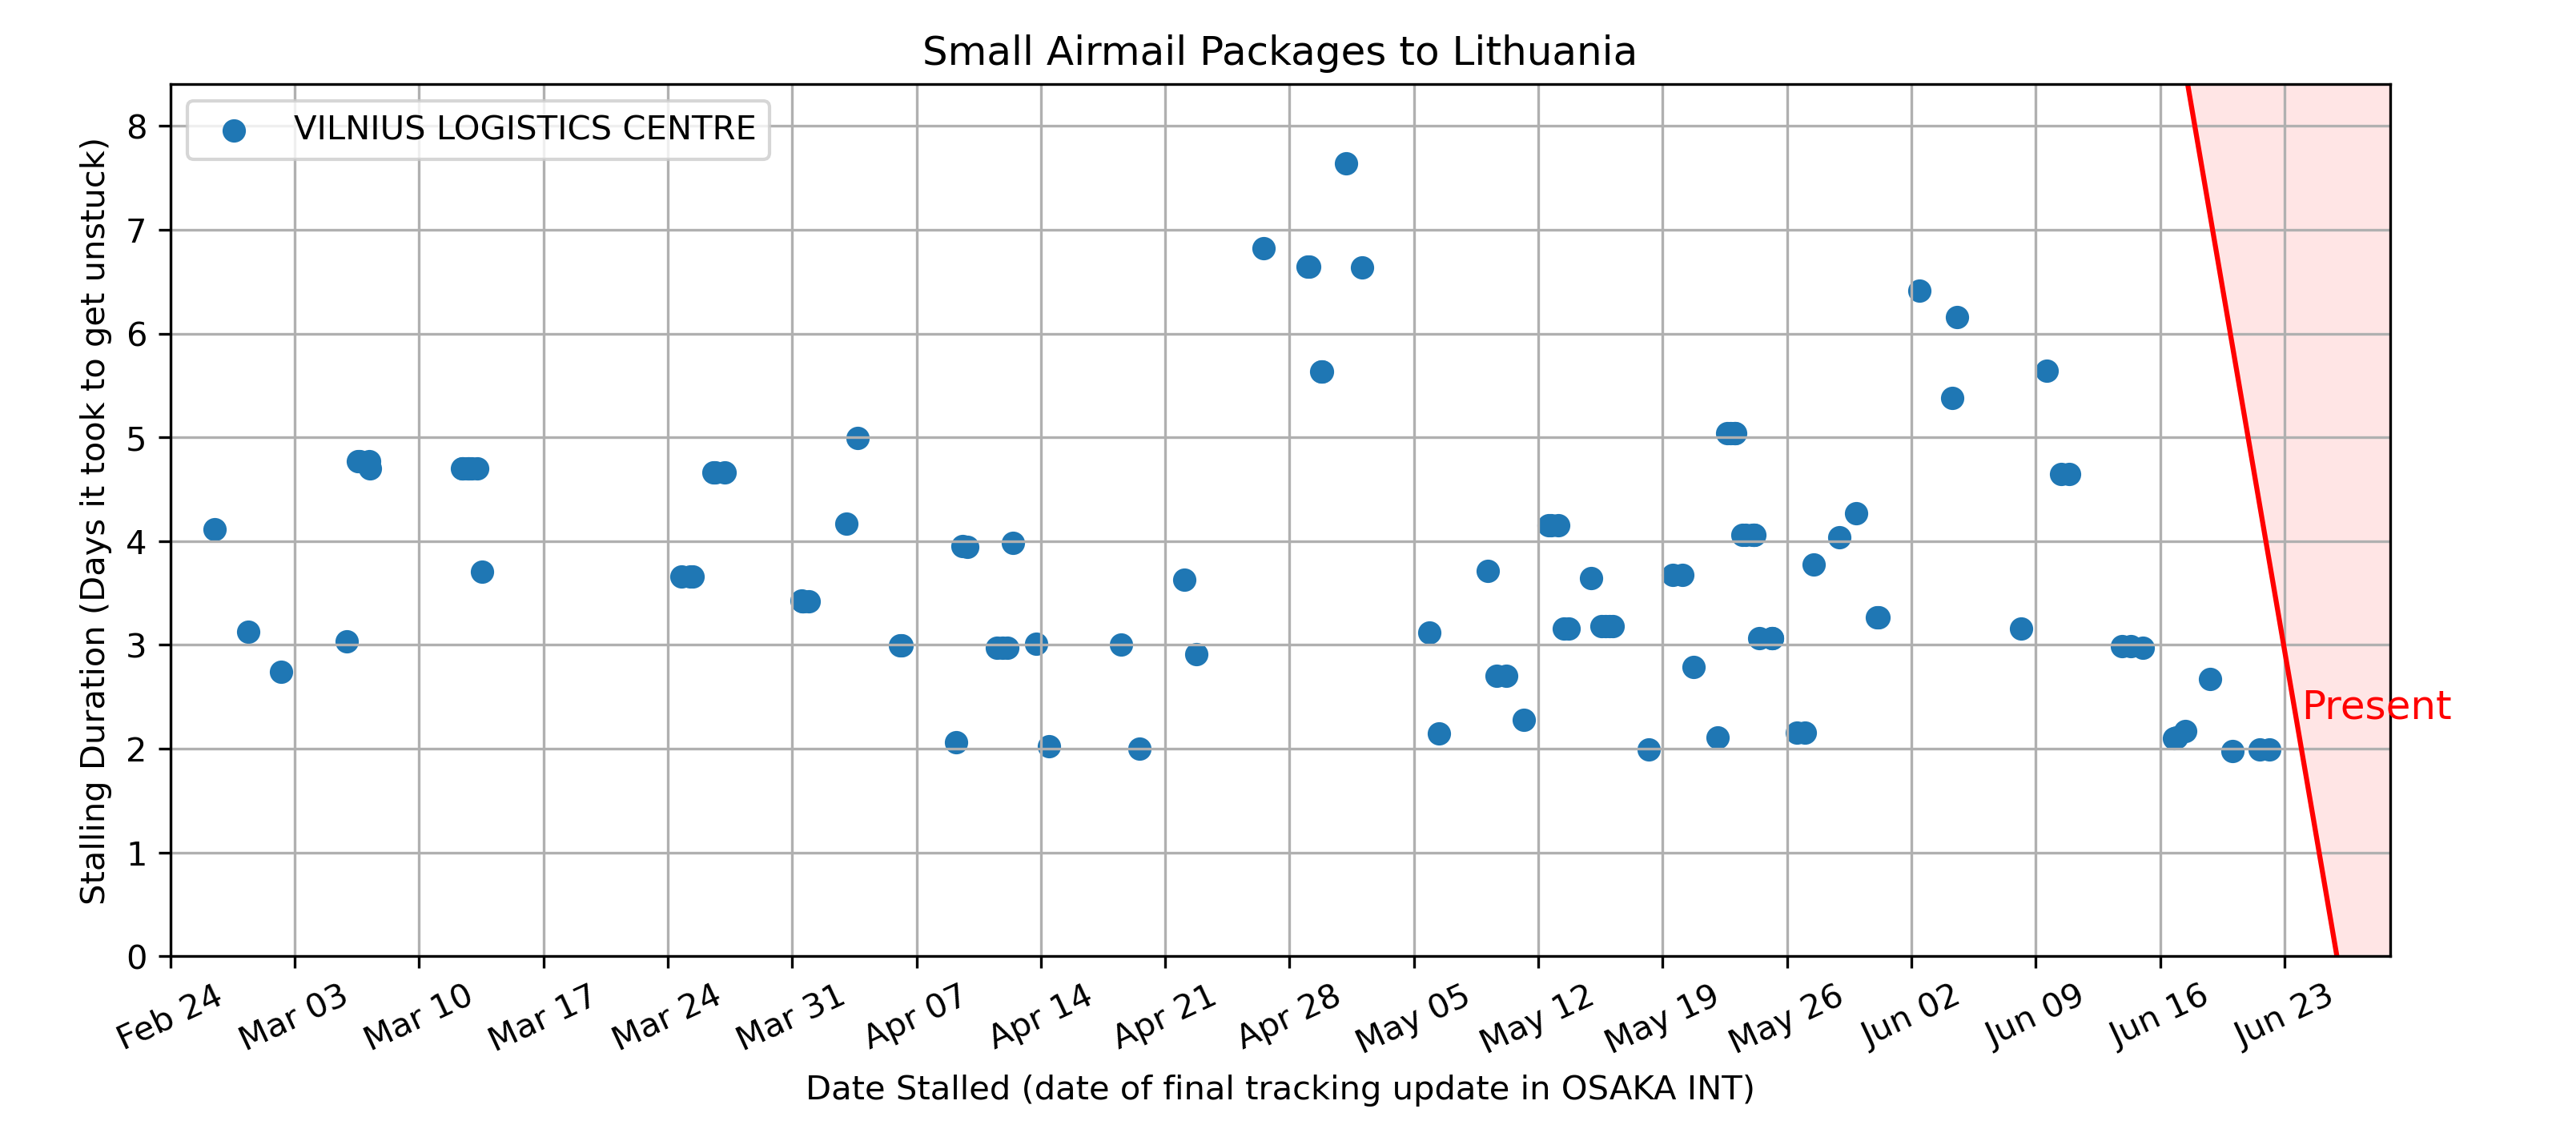 Small Airmail Packages to Lithuania
VILNIUS LOGISTICS CENTRE
Stalling Duration (Days it took to get unstuck)
8
7
6
5
4
3
2
1
0
Present
Feb 24
Mar 03
Mar 10
Mar 17
Mar 24
Mar 31
Apr 07
Apr 14
Apr 21
Apr 28
May 05
May 12
May 19
May 26
Jun 02
Jun 09
Jun 16
Jun 23
Date Stalled (date of final tracking update in OSAKA INT)